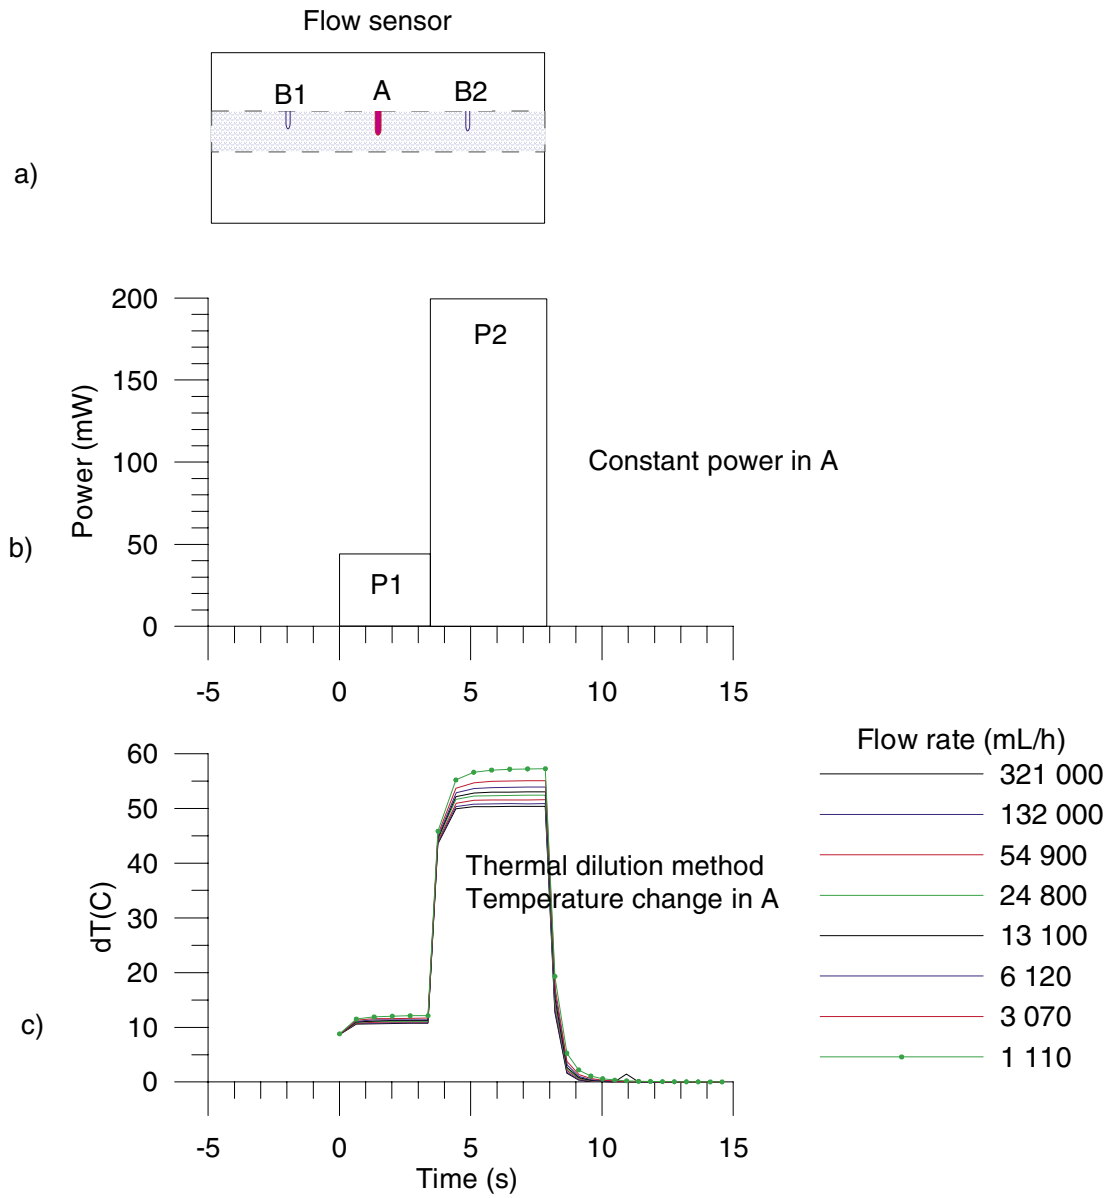 Flow sensor
B1 A B2
a)
200
150
100
50
0
Power (mW)
P1
P2
Constant power in A
b)
-5 0 5 10 15
60
50
40
30
20
10
0
dT(C)
Thermal dilution method
Temperature change in A
c)
-5 0 5 10 15
Time (s)
Flow rate (mL/h)
321 000
132 000
54 900
24 800
13 100
6 120
3 070
1 110